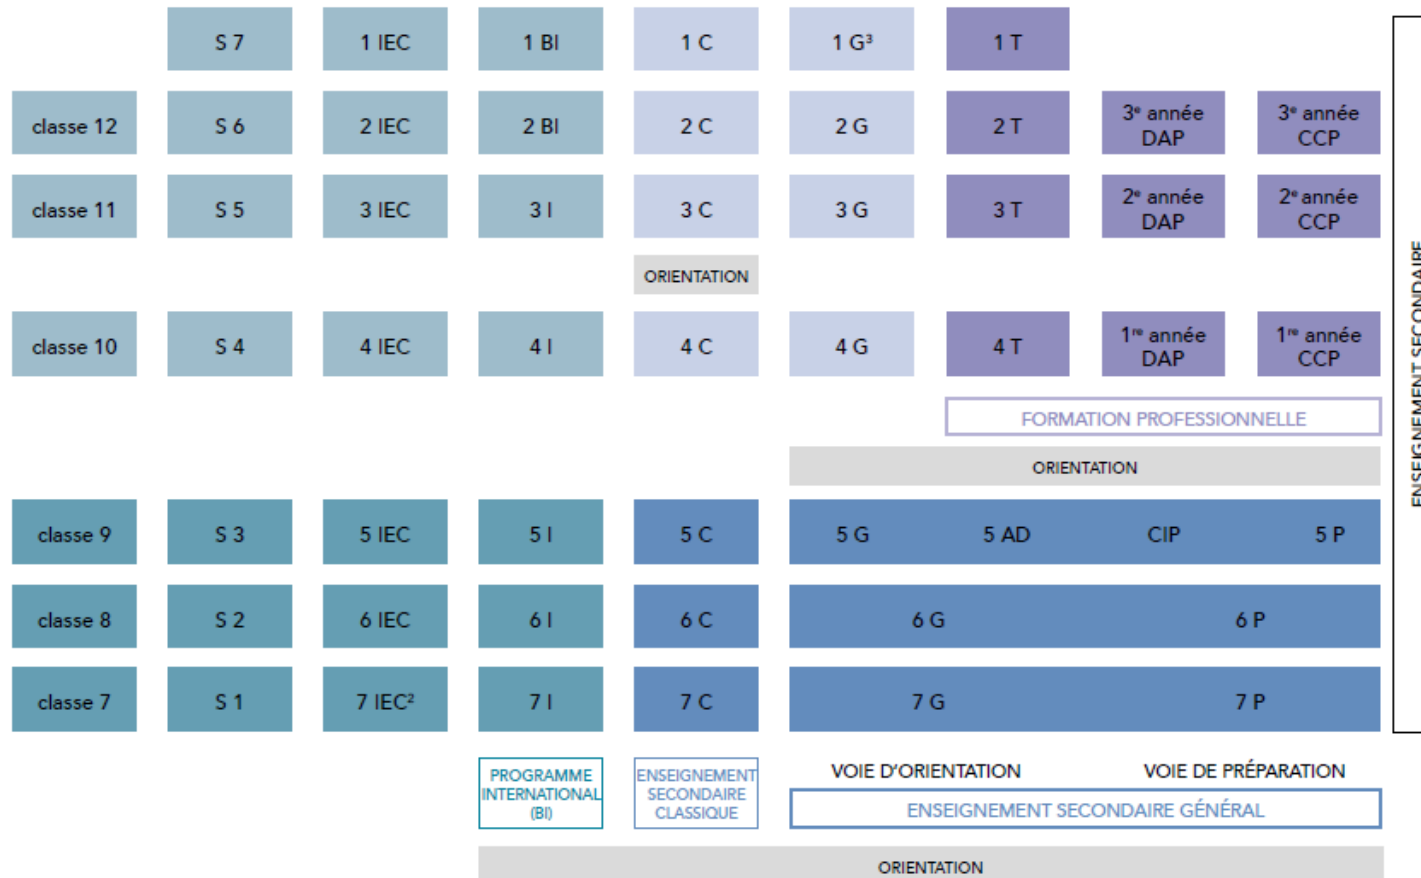 S 7 1 IEC 1 BI 1 C 1 G³ 1 T
classe 12 S 6 2 IEC 2 BI 2 C 2 G 2 T 3e année DAP 3e année CCP
classe 11 S 5 3 IEC 3 I 3 C 3 G 3 T 2e année DAP 2e année CCP
ORIENTATION
classe 10 S 4 4 IEC 4 I 4 C 4 G 4 T 1re année DAP 1re année CCP
FORMATION PROFESSIONNELLE
ORIENTATION
classe 9 S 3 5 IEC 5 I 5 C 5 G 5 AD CIP 5 P
classe 8 S 2 6 IEC 6 I 6 C 6 G 6 P
classe 7 S 1 7 IEC² 7 I 7 C 7 G 7 P
PROGRAMME
INTERNATIONAL
(BI)
ENSEIGNEMENT
SECONDAIRE
CLASSIQUE
VOIE D'ORIENTATION VOIE DE PRÉPARATION
ENSEIGNEMENT SECONDAIRE GÉNÉRAL
ORIENTATION
ENSEIGNEMENT SECONDAIRE